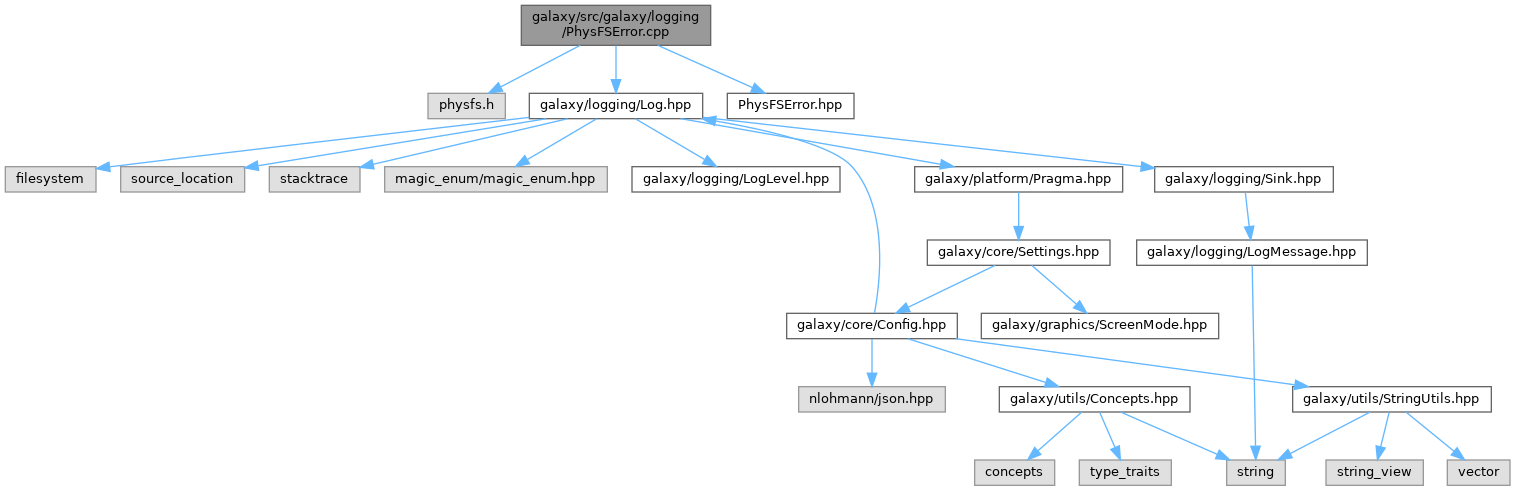 galaxy/src/galaxy/logging
/PhysFSError.cpp
physfs.h
galaxy/logging/Log.hpp
PhysFSError.hpp
filesystem
source_location
stacktrace
magic_enum/magic_enum.hpp
galaxy/logging/LogLevel.hpp
galaxy/platform/Pragma.hpp
galaxy/logging/Sink.hpp
galaxy/core/Settings.hpp
galaxy/logging/LogMessage.hpp
galaxy/core/Config.hpp
galaxy/graphics/ScreenMode.hpp
nlohmann/json.hpp
galaxy/utils/Concepts.hpp
galaxy/utils/StringUtils.hpp
concepts
type_traits
string
string_view
vector